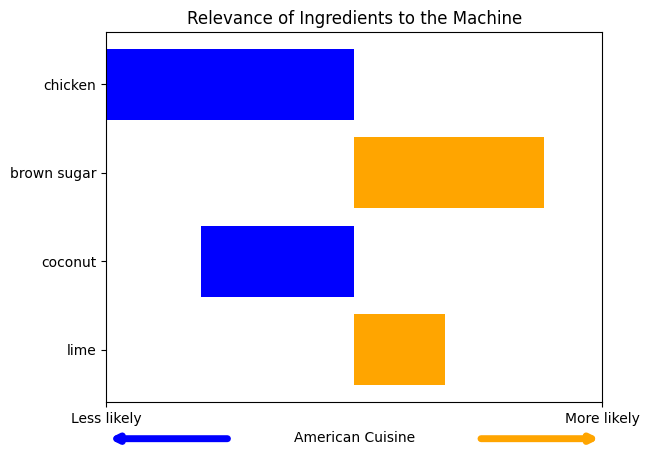 Relevance of Ingredients to the Machine
chicken
brown sugar
coconut
lime
Less likely
More likely
American Cuisine